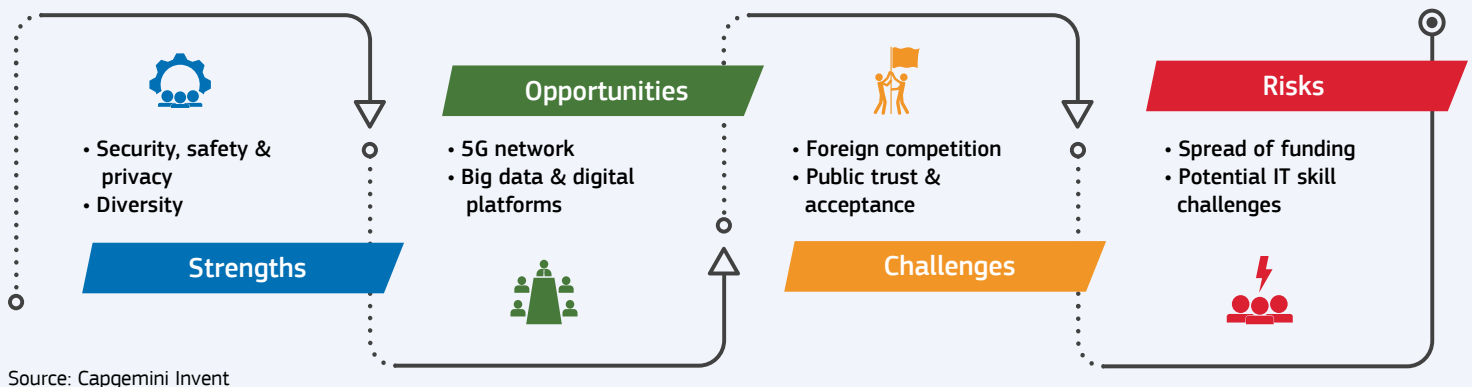 • Security, safety &
privacy
• Diversity
Strengths
Opportunities
• 5G network
• Big data & digital
platforms
• Foreign competition
• Public trust &
acceptance
Challenges
Risks
• Spread of funding
• Potential IT skill
challenges
Source: Capgemini Invent